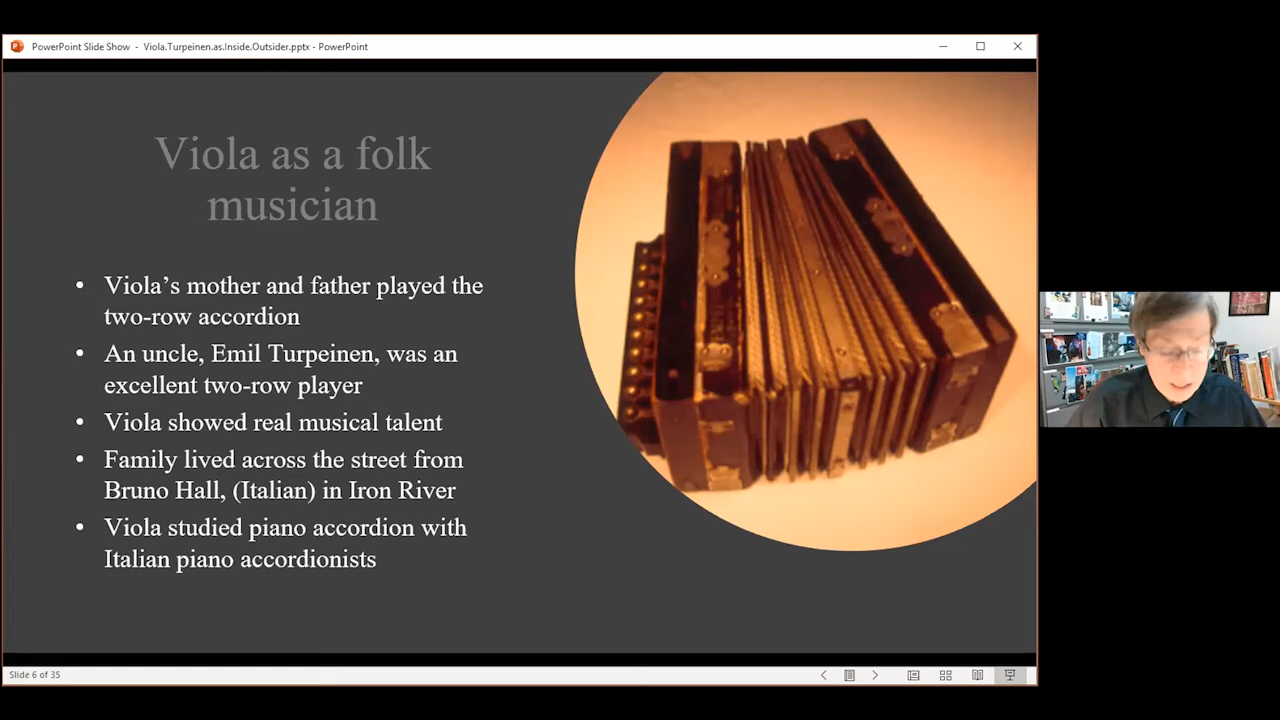 PowerPoint Slide Show - Viola.Turpeinen.as.Inside.Outsider.pptx - PowerPoint
Viola as a folk
musician
• Viola’s mother and father played the
two-row accordion
• An uncle, Emil Turpeinen, was an
excellent two-row player
• Viola showed real musical talent
• Family lived across the street from
Bruno Hall, (Italian) in Iron River
• Viola studied piano accordion with
Italian piano accordionists
Slide 6 of 35